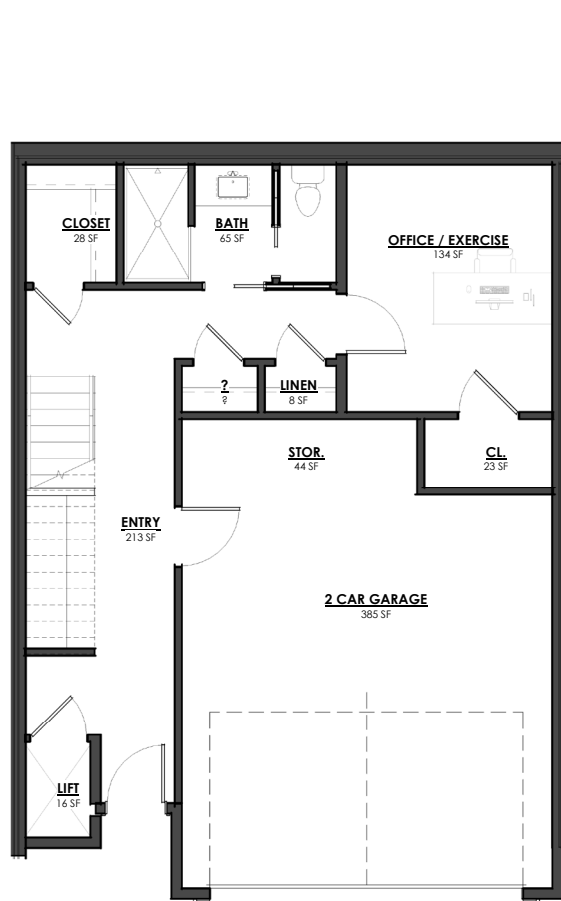 CLOSET
28 SF
BATH
65 SF
OFFICE / EXERCISE
134 SF
?
?
LINEN
8 SF
STOR.
44 SF
CL.
23 SF
ENTRY
213 SF
2 CAR GARAGE
385 SF
LIFT
16 SF